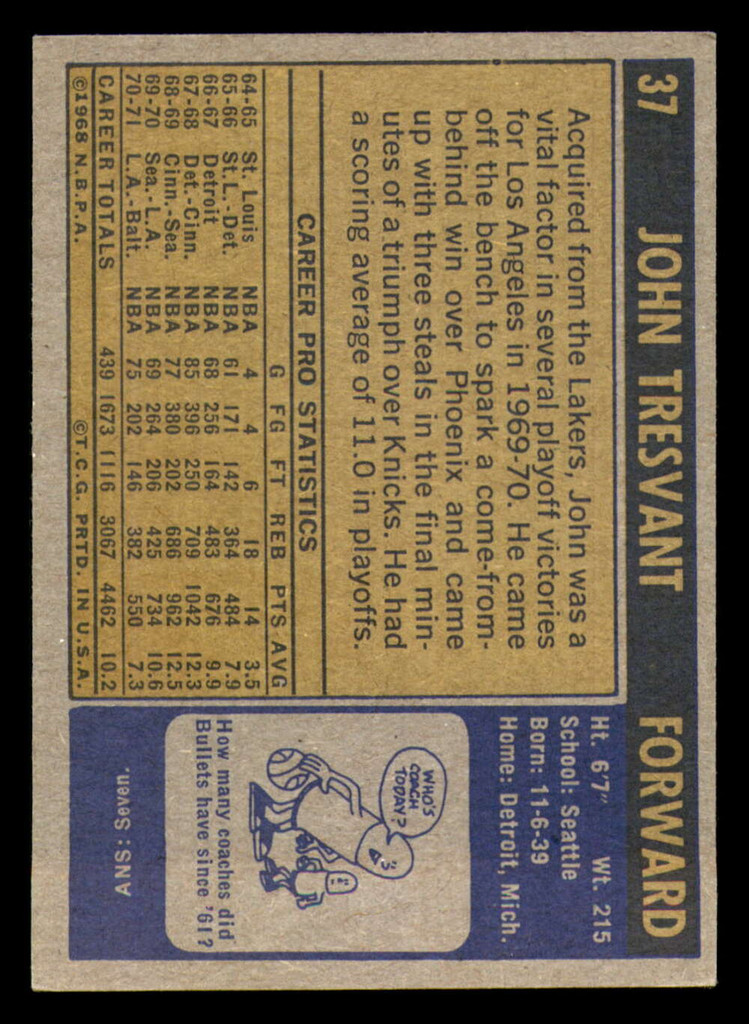 37 JOHN TRESVANT FORWARD
Acquired from the Lakers, John was a
vital factor in several playoff victories
for Los Angeles in 1969-70. He came
off the bench to spark a come-from-
behind win over Phoenix and came
up with three steals in the final min-
utes of a triumph over Knicks. He had
a scoring average of 11.0 in playoffs.
CAREER PRO STATISTICS
G FG FT REB PTS AVG
64-65 St. Louis NBA 4 4 6 18 14 3.5
65-66 St.L.-Det. NBA 61 171 142 364 484 7.9
66-67 Detroit NBA 68 256 164 483 676 9.9
67-68 Det.-Cinn. NBA 85 396 250 709 1042 12.3
68-69 Cinn.-Sea. NBA 77 380 202 686 962 12.5
69-70 Sea.-L.A. NBA 69 264 206 425 734 10.6
70-71 L.A.-Balt. NBA 75 202 146 382 550 7.3
CAREER TOTALS 439 1673 1116 3067 4462 10.2
©1968 N.B.P.A. ©T.C.G. PRTD. IN U.S.A.
Ht. 6'7" Wt. 215
School: Seattle
Born: 11-6-39
Home: Detroit, Mich.
WHO'S
COACH
TODAY?
How many coaches did
Bullets have since '61?
ANS: Seven.